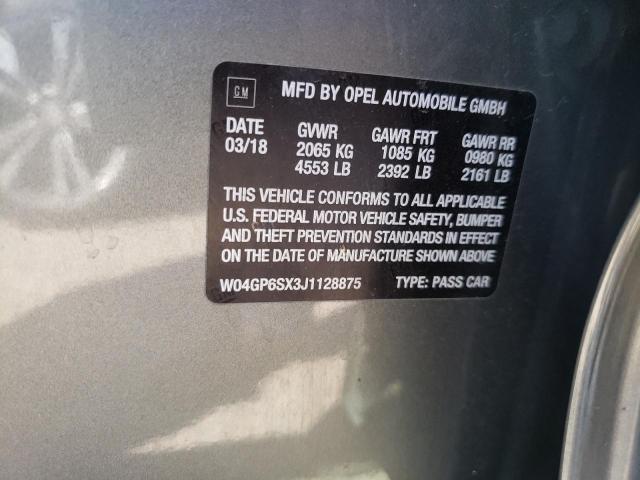 GM MFD BY OPEL AUTOMOBILE GMBH
DATE GVWR GAWR FRT GAWR RR
03/18 2065 KG 1085 KG 0980 KG
4553 LB 2392 LB 2161 LB
THIS VEHICLE CONFORMS TO ALL APPLICABLE
U.S. FEDERAL MOTOR VEHICLE SAFETY, BUMPER
AND THEFT PREVENTION STANDARDS IN EFFECT
ON THE DATE OF MANUFACTURE SHOWN ABOVE
W04GP6SX3J1128875 TYPE: PASS CAR